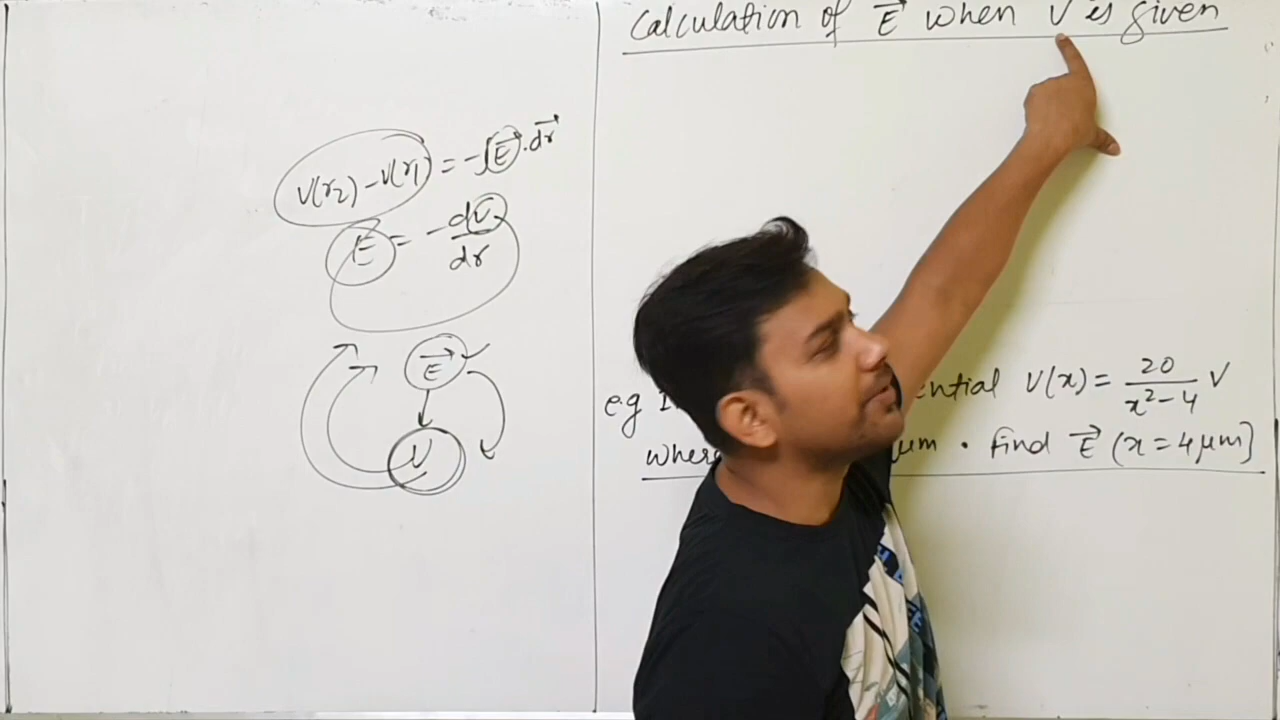 Calculation of E⃗ when V is given
V(r2) - V(r1) = -∫E⃗.dr⃗
E = -dV/dr
E⃗
V
e.g ential V(x) = 20/(x²-4) V
where μm . Find E⃗ (x=4μm)